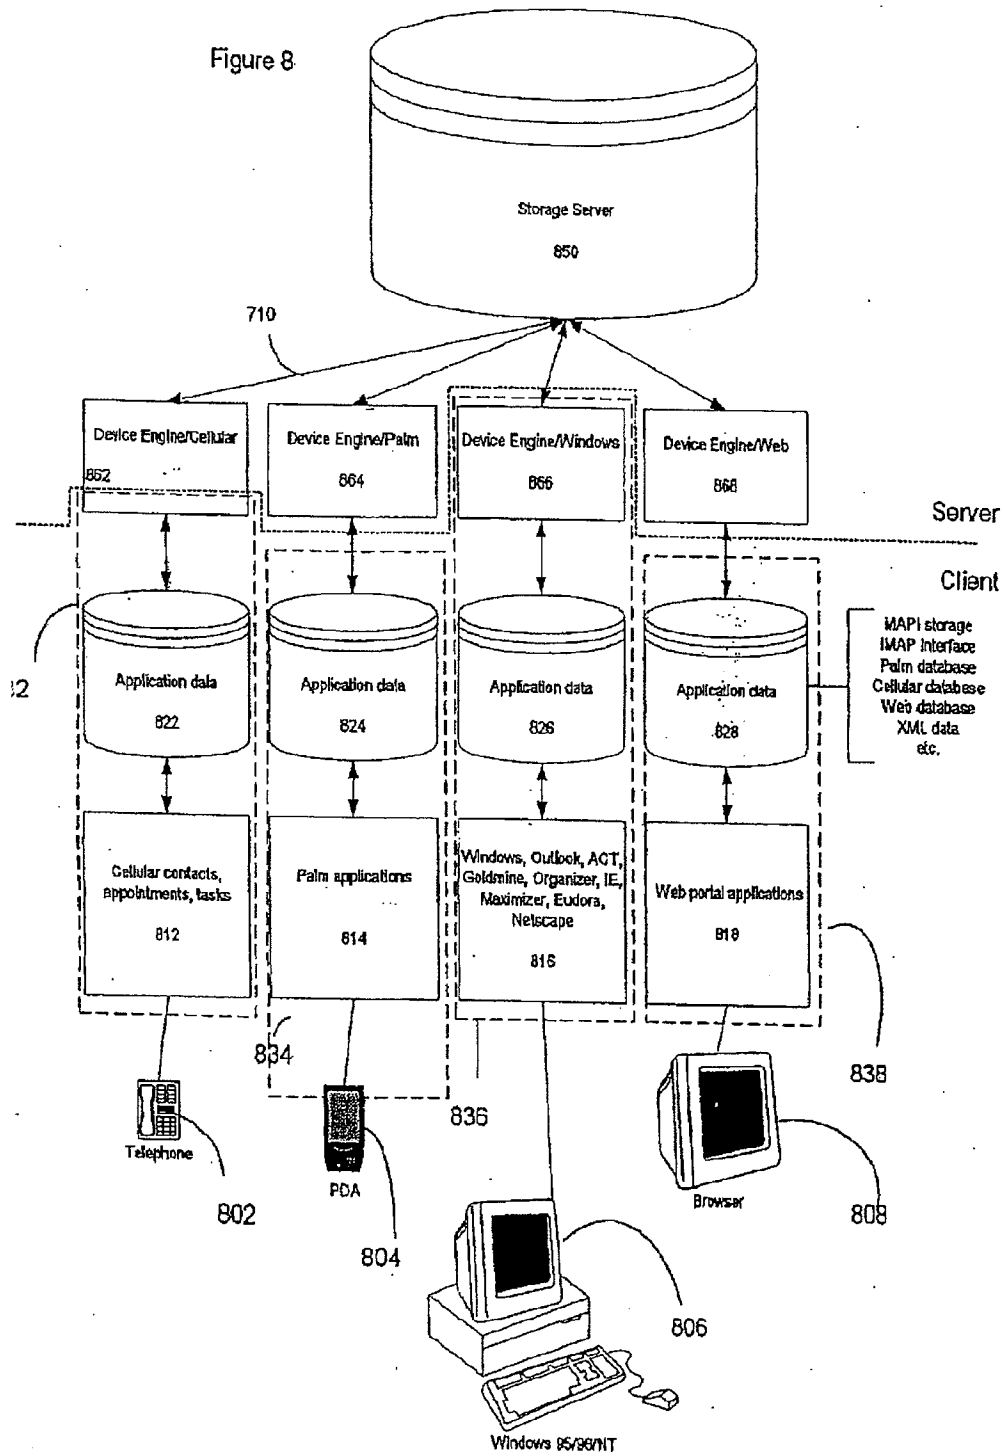 Figure 8
Storage Server
850
710
Device Engine/Cellular
862
Device Engine/Palm
864
Device Engine/Windows
866
Device Engine/Web
868
Server
Client
Application data
822
Application data
824
Application data
826
Application data
828
MAPI storage
IMAP Interface
Palm database
Cellular database
Web database
XML data
etc.
Cellular contacts,
appointments, tasks
812
Palm applications
814
Windows, Outlook, ACT,
Goldmine, Organizer, IE,
Maximizer, Eudora,
Netscape
816
Web portal applications
818
834
836
838
Telephone
802
PDA
804
Browser
808
806
Windows 95/98/NT